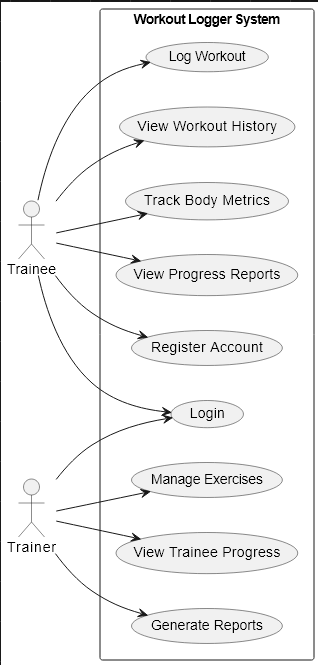 Workout Logger System
Log Workout
View Workout History
Track Body Metrics
Trainee
View Progress Reports
Register Account
Login
Manage Exercises
Trainer
View Trainee Progress
Generate Reports